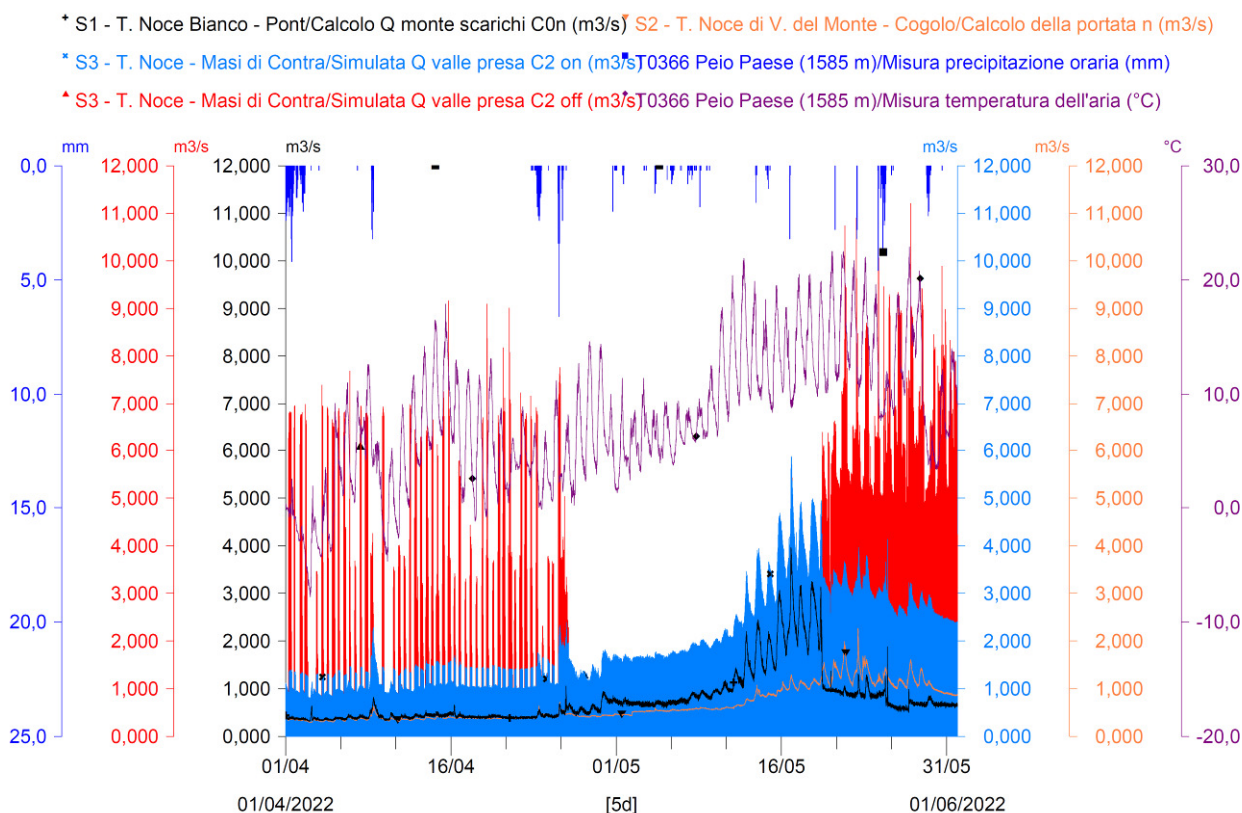 S1 - T. Noce Bianco - Pont/Calcolo Q monte scarichi C0n (m3/s) S2 - T. Noce di V. del Monte - Cogolo/Calcolo della portata n (m3/s)
S3 - T. Noce - Masi di Contra/Simulata Q valle presa C2 on (m3/s) T0366 Peio Paese (1585 m)/Misura precipitazione oraria (mm)
S3 - T. Noce - Masi di Contra/Simulata Q valle presa C2 off (m3/s) T0366 Peio Paese (1585 m)/Misura temperatura dell'aria (°C)
mm m3/s m3/s m3/s m3/s °C
0,0 12,000 12,000 12,000 12,000 30,0
11,000 11,000 11,000 11,000
10,000 10,000 10,000 10,000
5,0 20,0
9,000 9,000 9,000 9,000
8,000 8,000 8,000 8,000
10,0 10,0
7,000 7,000 7,000 7,000
6,000 6,000 6,000 6,000
15,0 0,0
5,000 5,000 5,000 5,000
4,000 4,000 4,000 4,000
3,000 3,000 3,000 3,000
20,0 -10,0
2,000 2,000 2,000 2,000
1,000 1,000 1,000 1,000
25,0 0,000 0,000 0,000 0,000 -20,0
01/04 16/04 01/05 16/05 31/05
01/04/2022 [5d] 01/06/2022